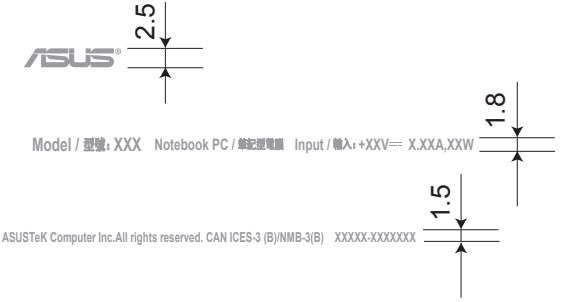 2.5
ASUS®
1.8
Model / 型號: XXX Notebook PC / 筆記型電腦 Input / 輸入: +XXV⎓ X.XXA,XXW
1.5
ASUSTeK Computer Inc.All rights reserved. CAN ICES-3 (B)/NMB-3(B) XXXXX-XXXXXXX